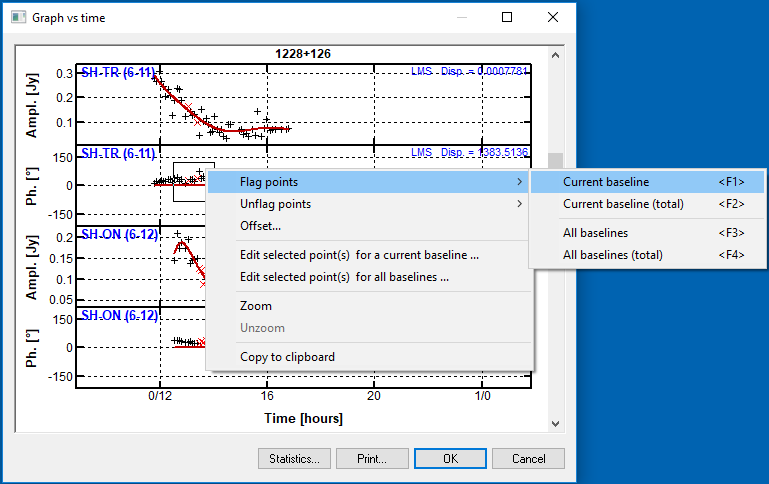 Graph vs time
1228+126
SH-TR (6-11)
LMS Disp. = 0.0007781
Ampl. [Jy]
0.3
0.2
0.1
SH-TR (6-11)
LMS Disp. = 1383.5136
Ph. [°]
150
0
-150
SH-ON (6-12)
Ampl. [Jy]
0.2
0.15
0.1
0.05
SH-ON (6-12)
Ph. [°]
150
0
-150
0/12 16 20 1/0
Time [hours]
Flag points
Unflag points
Offset...
Edit selected point(s) for a current baseline ...
Edit selected point(s) for all baselines ...
Zoom
Unzoom
Copy to clipboard
Current baseline <F1>
Current baseline (total) <F2>
All baselines <F3>
All baselines (total) <F4>
Statistics... Print... OK Cancel